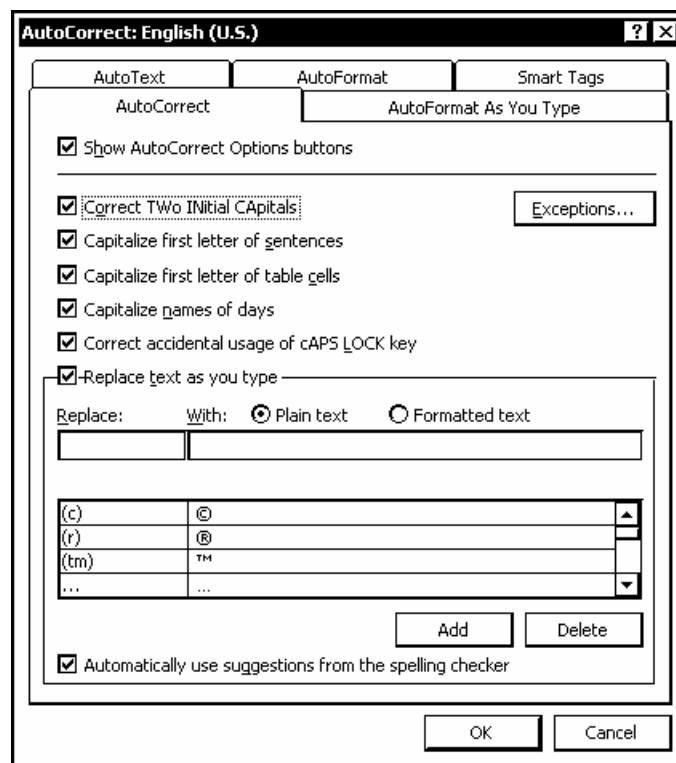 AutoCorrect: English (U.S.)
AutoText AutoFormat Smart Tags
AutoCorrect AutoFormat As You Type
Show AutoCorrect Options buttons
Correct TWo INitial CApitals Exceptions...
Capitalize first letter of sentences
Capitalize first letter of table cells
Capitalize names of days
Correct accidental usage of cAPS LOCK key
Replace text as you type
Replace: With: Plain text Formatted text
(c) ©
(r) ®
(tm) ™
... ...
Add Delete
Automatically use suggestions from the spelling checker
OK Cancel